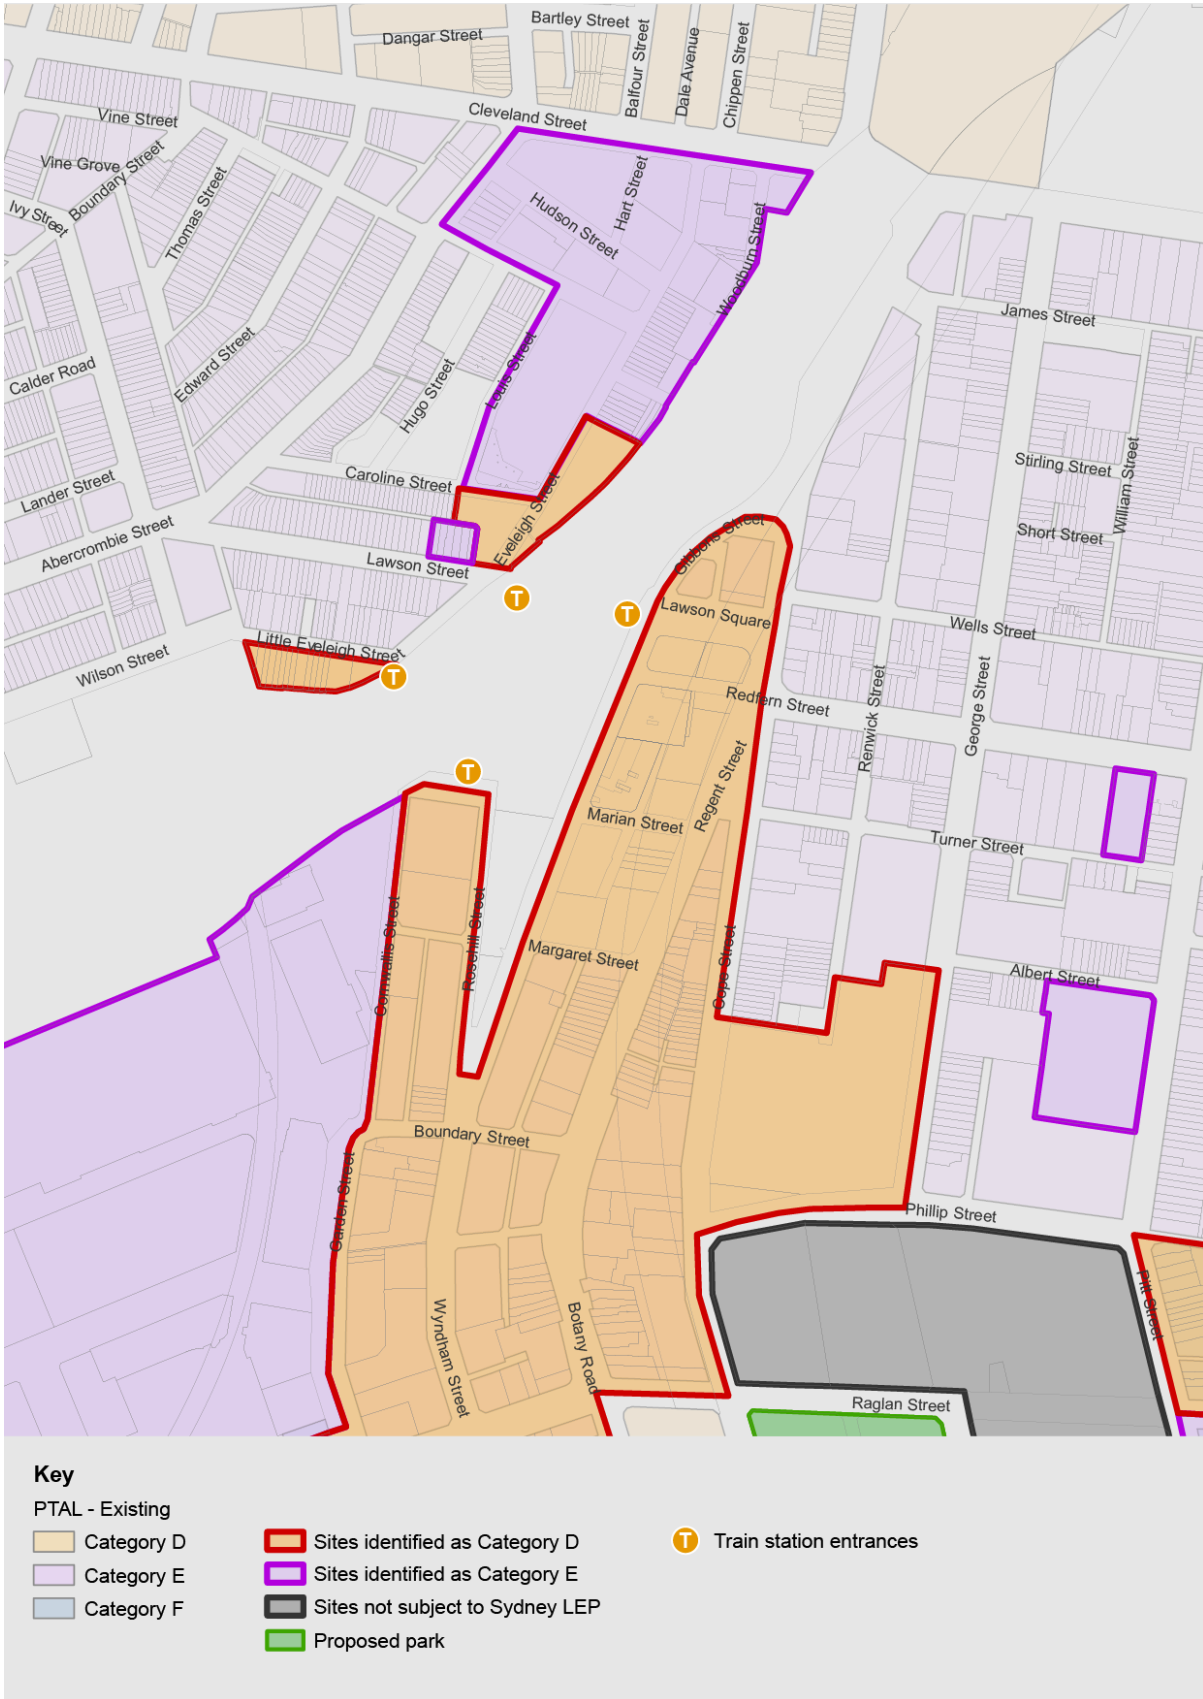 Bartley Street
Dangar Street
Balfour Street
Dale Avenue
Chippen Street
Cleveland Street
Vine Street
Vine Grove
Boundary Street
Ivy Street
Thomas Street
Hart Street
Hudson Street
Woodburn Street
James Street
Edward Street
Louis Street
Calder Road
Hugo Street
Stirling Street
William Street
Caroline Street
Lander Street
Eveleigh Street
Short Street
Abercrombie Street
Gibbons Street
Lawson Street
T
T
Lawson Square
Wells Street
Little Eveleigh Street
Wilson Street
T
Redfern Street
Renwick Street
George Street
T
Regent Street
Marian Street
Turner Street
Cornwallis Street
Rosehill Street
Margaret Street
Cope Street
Albert Street
Boundary Street
Garden Street
Phillip Street
Pitt Street
Wyndham Street
Botany Road
Raglan Street
Key
PTAL - Existing
Category D
Category E
Category F
Sites identified as Category D
Sites identified as Category E
Sites not subject to Sydney LEP
Proposed park
T Train station entrances